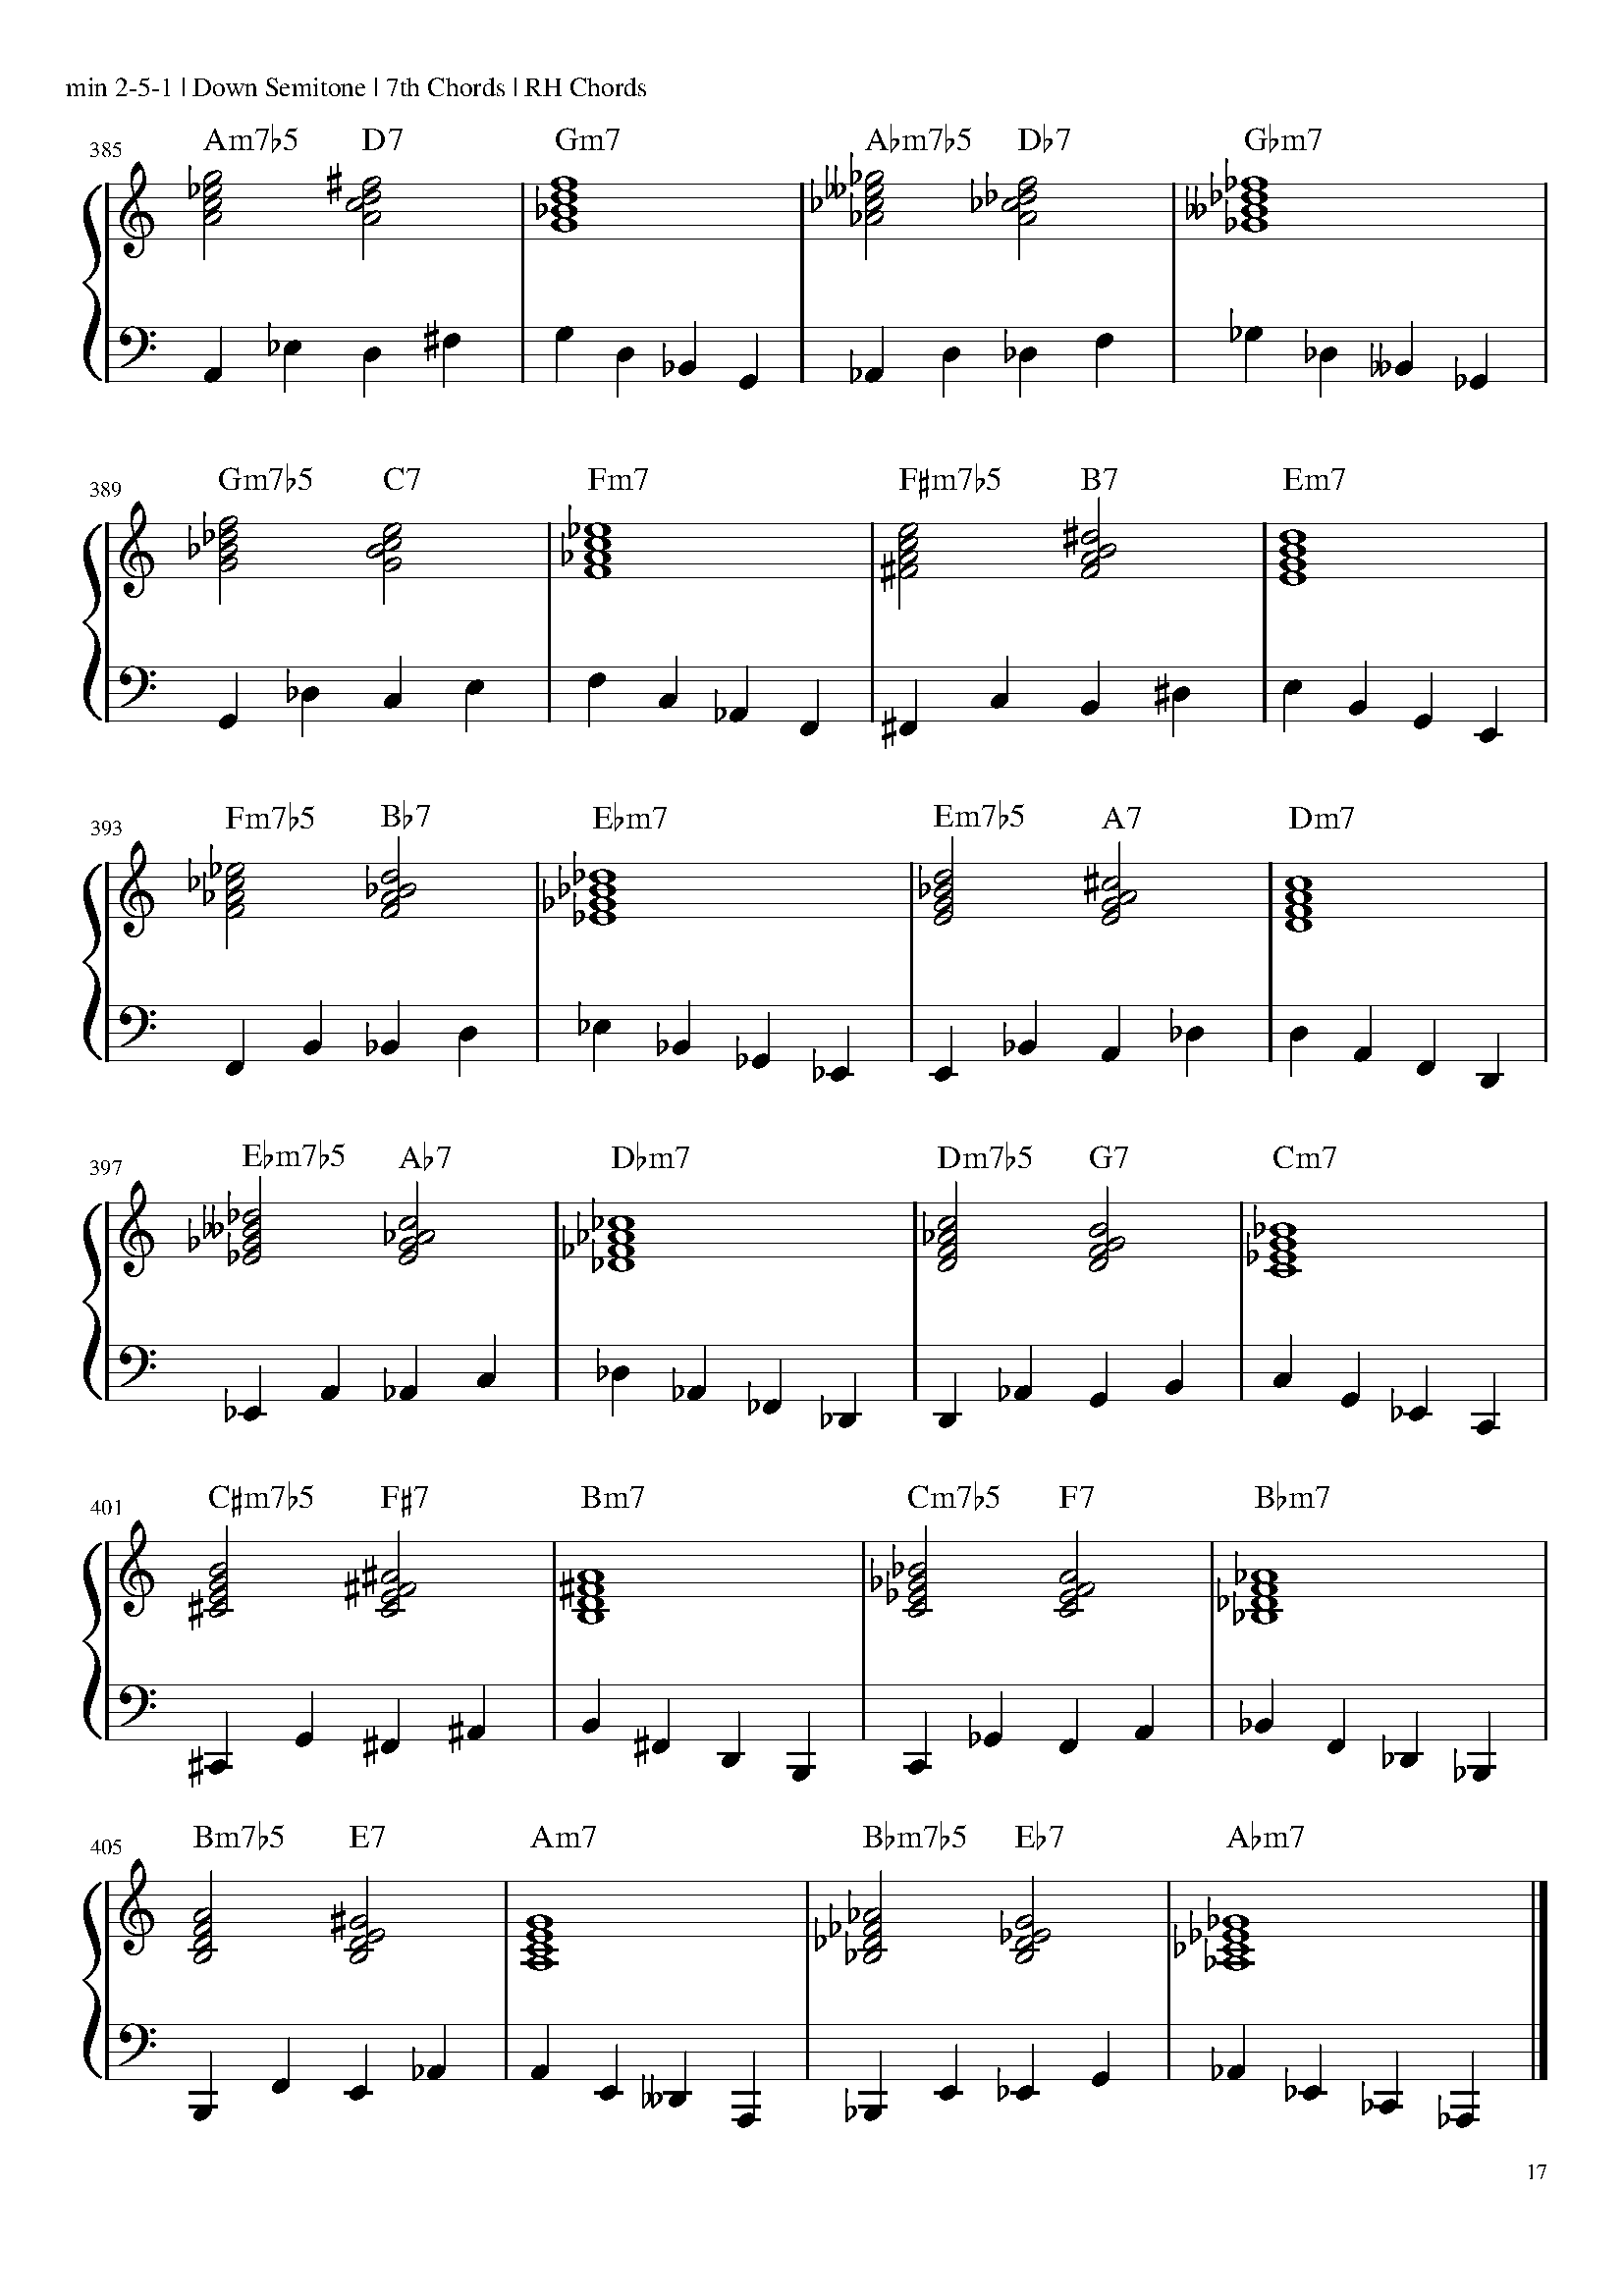 min 2-5-1 | Down Semitone | 7th Chords | RH Chords
385 Am7♭5 D7 Gm7 A♭m7♭5 D♭7 G♭m7
389 Gm7♭5 C7 Fm7 F♯m7♭5 B7 Em7
393 Fm7♭5 B♭7 E♭m7 Em7♭5 A7 Dm7
397 E♭m7♭5 A♭7 D♭m7 Dm7♭5 G7 Cm7
401 C♯m7♭5 F♯7 Bm7 Cm7♭5 F7 B♭m7
405 Bm7♭5 E7 Am7 B♭m7♭5 E♭7 A♭m7
17